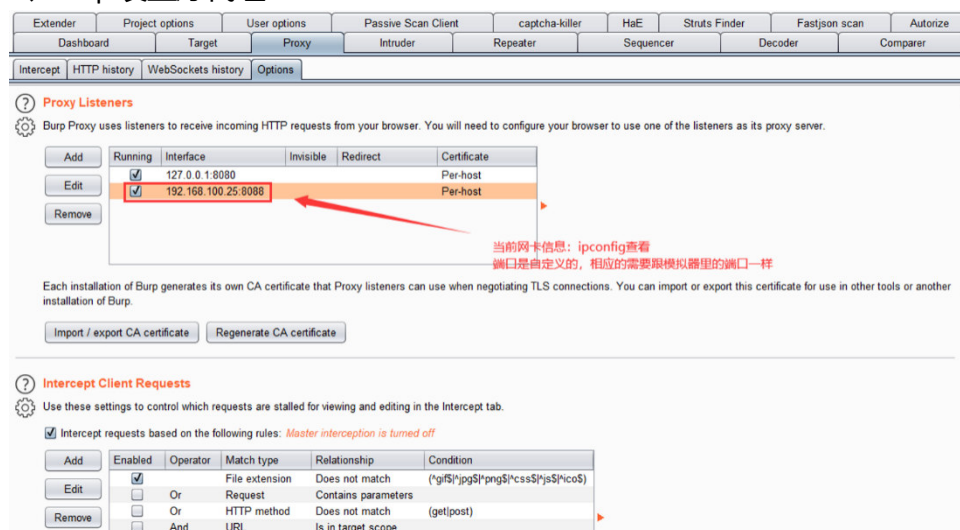 Extender Project options User options Passive Scan Client captcha-killer HaE Struts Finder Fastjson scan Autorize
Dashboard Target Proxy Intruder Repeater Sequencer Decoder Comparer
Intercept HTTP history WebSockets history Options
Proxy Listeners
Burp Proxy uses listeners to receive incoming HTTP requests from your browser. You will need to configure your browser to use one of the listeners as its proxy server.
Add Running Interface Invisible Redirect Certificate
127.0.0.1:8080 Per-host
Edit
192.168.100.25:8088 Per-host
Remove
当前网卡信息：ipconfig查看
端口是自定义的，相应的需要跟模拟器里的端口一样
Each installation of Burp generates its own CA certificate that Proxy listeners can use when negotiating TLS connections. You can import or export this certificate for use in other tools or another
installation of Burp.
Import / export CA certificate Regenerate CA certificate
Intercept Client Requests
Use these settings to control which requests are stalled for viewing and editing in the Intercept tab.
Intercept requests based on the following rules: Master interception is turned off
Add Enabled Operator Match type Relationship Condition
File extension Does not match (^gif$|^jpg$|^png$|^css$|^js$|^ico$)
Edit
Or Request Contains parameters
Or HTTP method Does not match (get|post)
Remove
And URL Is in target scope